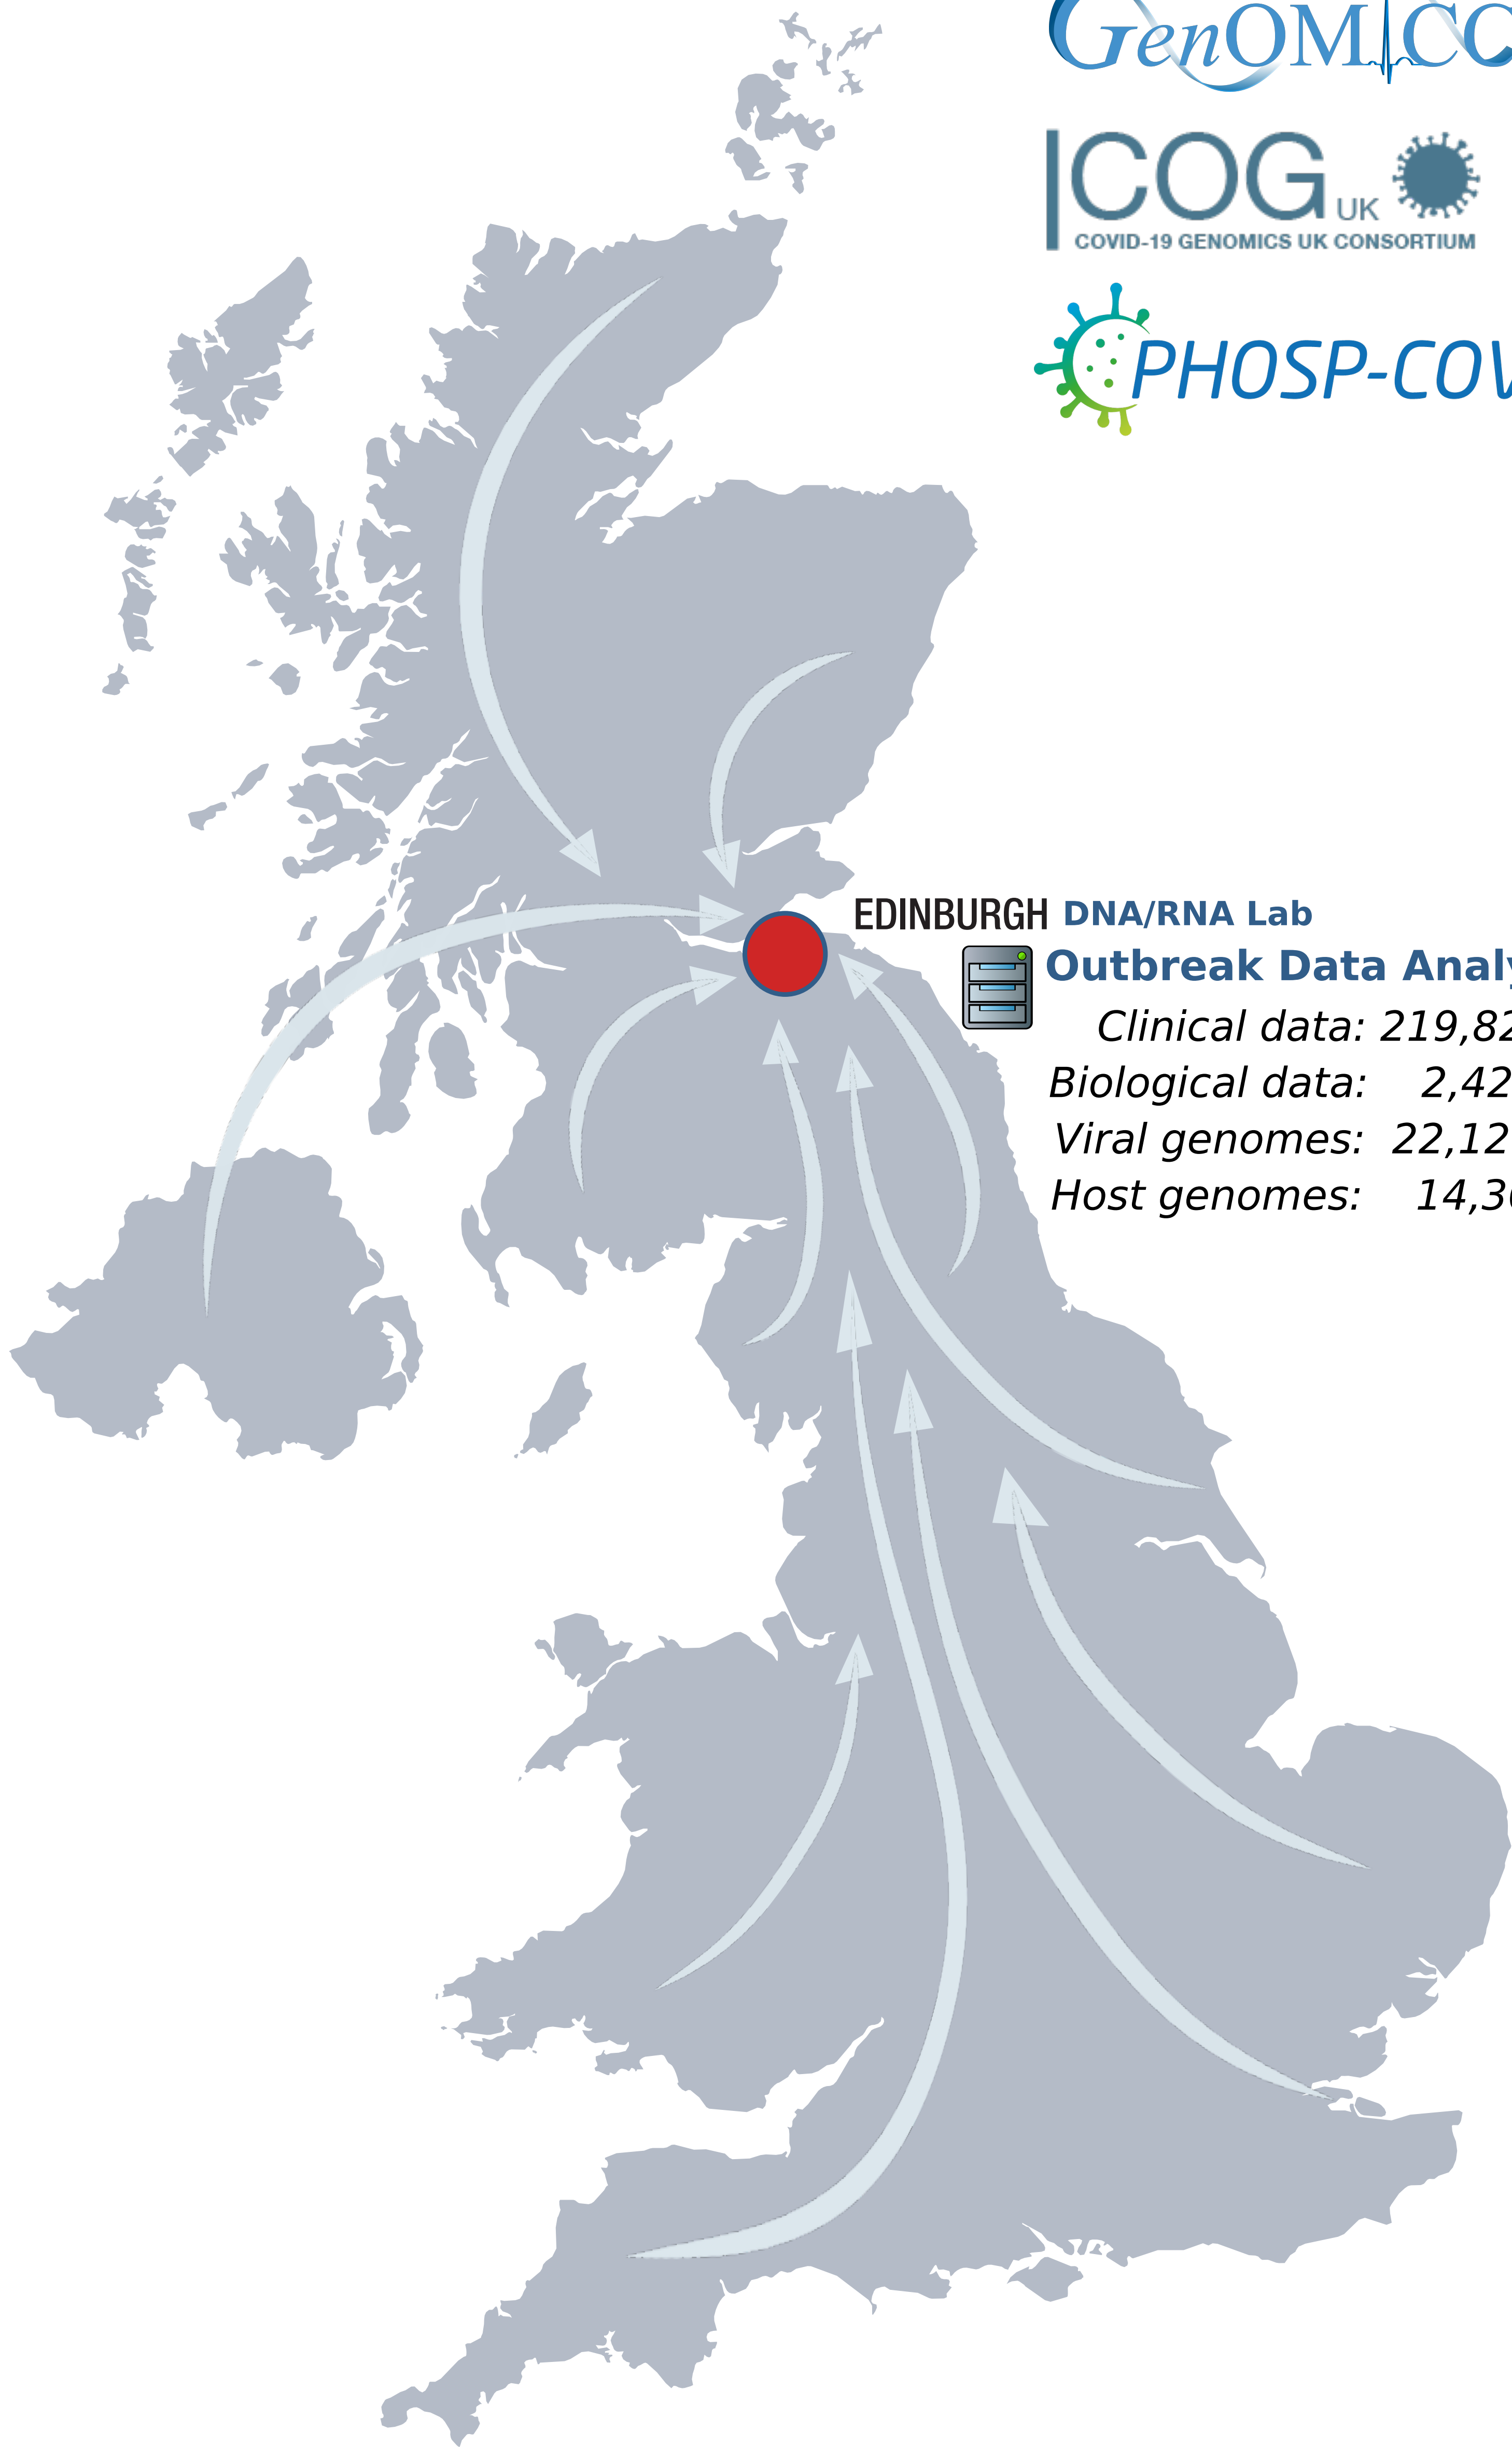 GenOMICC
COG UK
COVID-19 GENOMICS UK CONSORTIUM
PHOSP-COV
EDINBURGH DNA/RNA Lab
Outbreak Data Analy
Clinical data: 219,82
Biological data: 2,42
Viral genomes: 22,12
Host genomes: 14,3